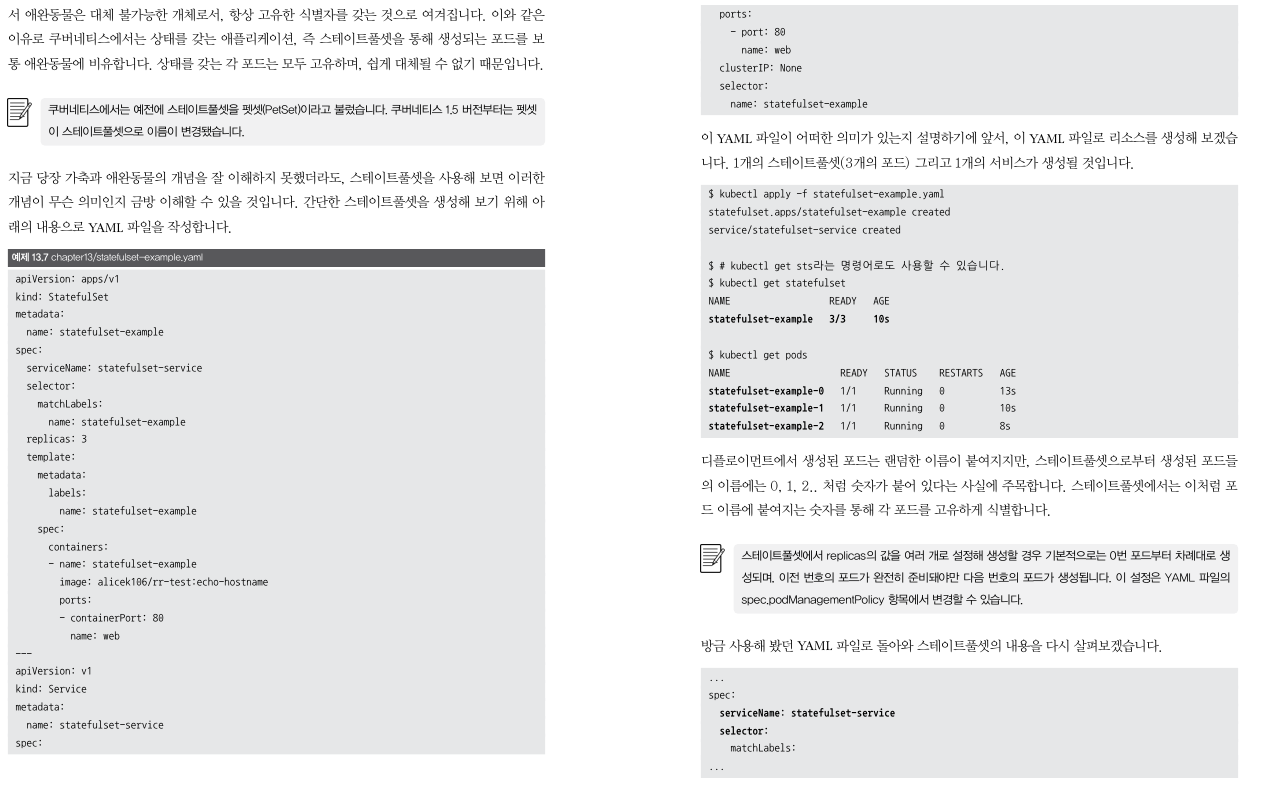 서 애완동물은 대체 불가능한 개체로서, 항상 고유한 식별자를 갖는 것으로 여겨집니다. 이와 같은
이유로 쿠버네티스에서는 상태를 갖는 애플리케이션, 즉 스테이트풀셋을 통해 생성되는 포드를 보
통 애완동물에 비유합니다. 상태를 갖는 각 포드는 모두 고유하며, 쉽게 대체될 수 없기 때문입니다.
쿠버네티스에서는 예전에 스테이트풀셋을 펫셋(PetSet)이라고 불렀습니다. 쿠버네티스 1.5 버전부터는 펫셋
이 스테이트풀셋으로 이름이 변경됐습니다.
지금 당장 가축과 애완동물의 개념을 잘 이해하지 못했더라도, 스테이트풀셋을 사용해 보면 이러한
개념이 무슨 의미인지 금방 이해할 수 있을 것입니다. 간단한 스테이트풀셋을 생성해 보기 위해 아
래의 내용으로 YAML 파일을 작성합니다.
예제 13.7 chapter13/statefulset-example.yaml
apiVersion: apps/v1
kind: StatefulSet
metadata:
  name: statefulset-example
spec:
  serviceName: statefulset-service
  selector:
    matchLabels:
      name: statefulset-example
  replicas: 3
  template:
    metadata:
      labels:
        name: statefulset-example
    spec:
      containers:
      - name: statefulset-example
        image: alicek106/rr-test:echo-hostname
        ports:
        - containerPort: 80
          name: web
---
apiVersion: v1
kind: Service
metadata:
  name: statefulset-service
spec:
  ports:
    - port: 80
      name: web
  clusterIP: None
  selector:
    name: statefulset-example
이 YAML 파일이 어떠한 의미가 있는지 설명하기에 앞서, 이 YAML 파일로 리소스를 생성해 보겠습
니다. 1개의 스테이트풀셋(3개의 포드) 그리고 1개의 서비스가 생성될 것입니다.
$ kubectl apply -f statefulset-example.yaml
statefulset.apps/statefulset-example created
service/statefulset-service created
$ # kubectl get sts라는 명령어로도 사용할 수 있습니다.
$ kubectl get statefulset
NAME                  READY   AGE
statefulset-example   3/3     10s
$ kubectl get pods
NAME                    READY   STATUS    RESTARTS   AGE
statefulset-example-0   1/1     Running   0          13s
statefulset-example-1   1/1     Running   0          10s
statefulset-example-2   1/1     Running   0          8s
디플로이먼트에서 생성된 포드는 랜덤한 이름이 붙여지지만, 스테이트풀셋으로부터 생성된 포드들
의 이름에는 0, 1, 2.. 처럼 숫자가 붙어 있다는 사실에 주목합니다. 스테이트풀셋에서는 이처럼 포
드 이름에 붙여지는 숫자를 통해 각 포드를 고유하게 식별합니다.
스테이트풀셋에서 replicas의 값을 여러 개로 설정해 생성할 경우 기본적으로는 0번 포드부터 차례대로 생
성되며, 이전 번호의 포드가 완전히 준비돼야만 다음 번호의 포드가 생성됩니다. 이 설정은 YAML 파일의
spec.podManagementPolicy 항목에서 변경할 수 있습니다.
방금 사용해 봤던 YAML 파일로 돌아와 스테이트풀셋의 내용을 다시 살펴보겠습니다.
...
spec:
  serviceName: statefulset-service
  selector:
    matchLabels:
...